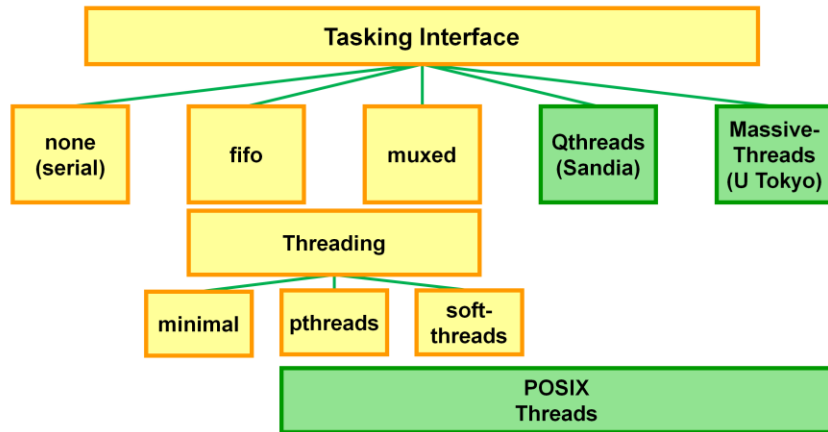 Tasking Interface
none
(serial)
fifo
muxed
Qthreads
(Sandia)
Massive-
Threads
(U Tokyo)
Threading
minimal
pthreads
soft-
threads
POSIX
Threads